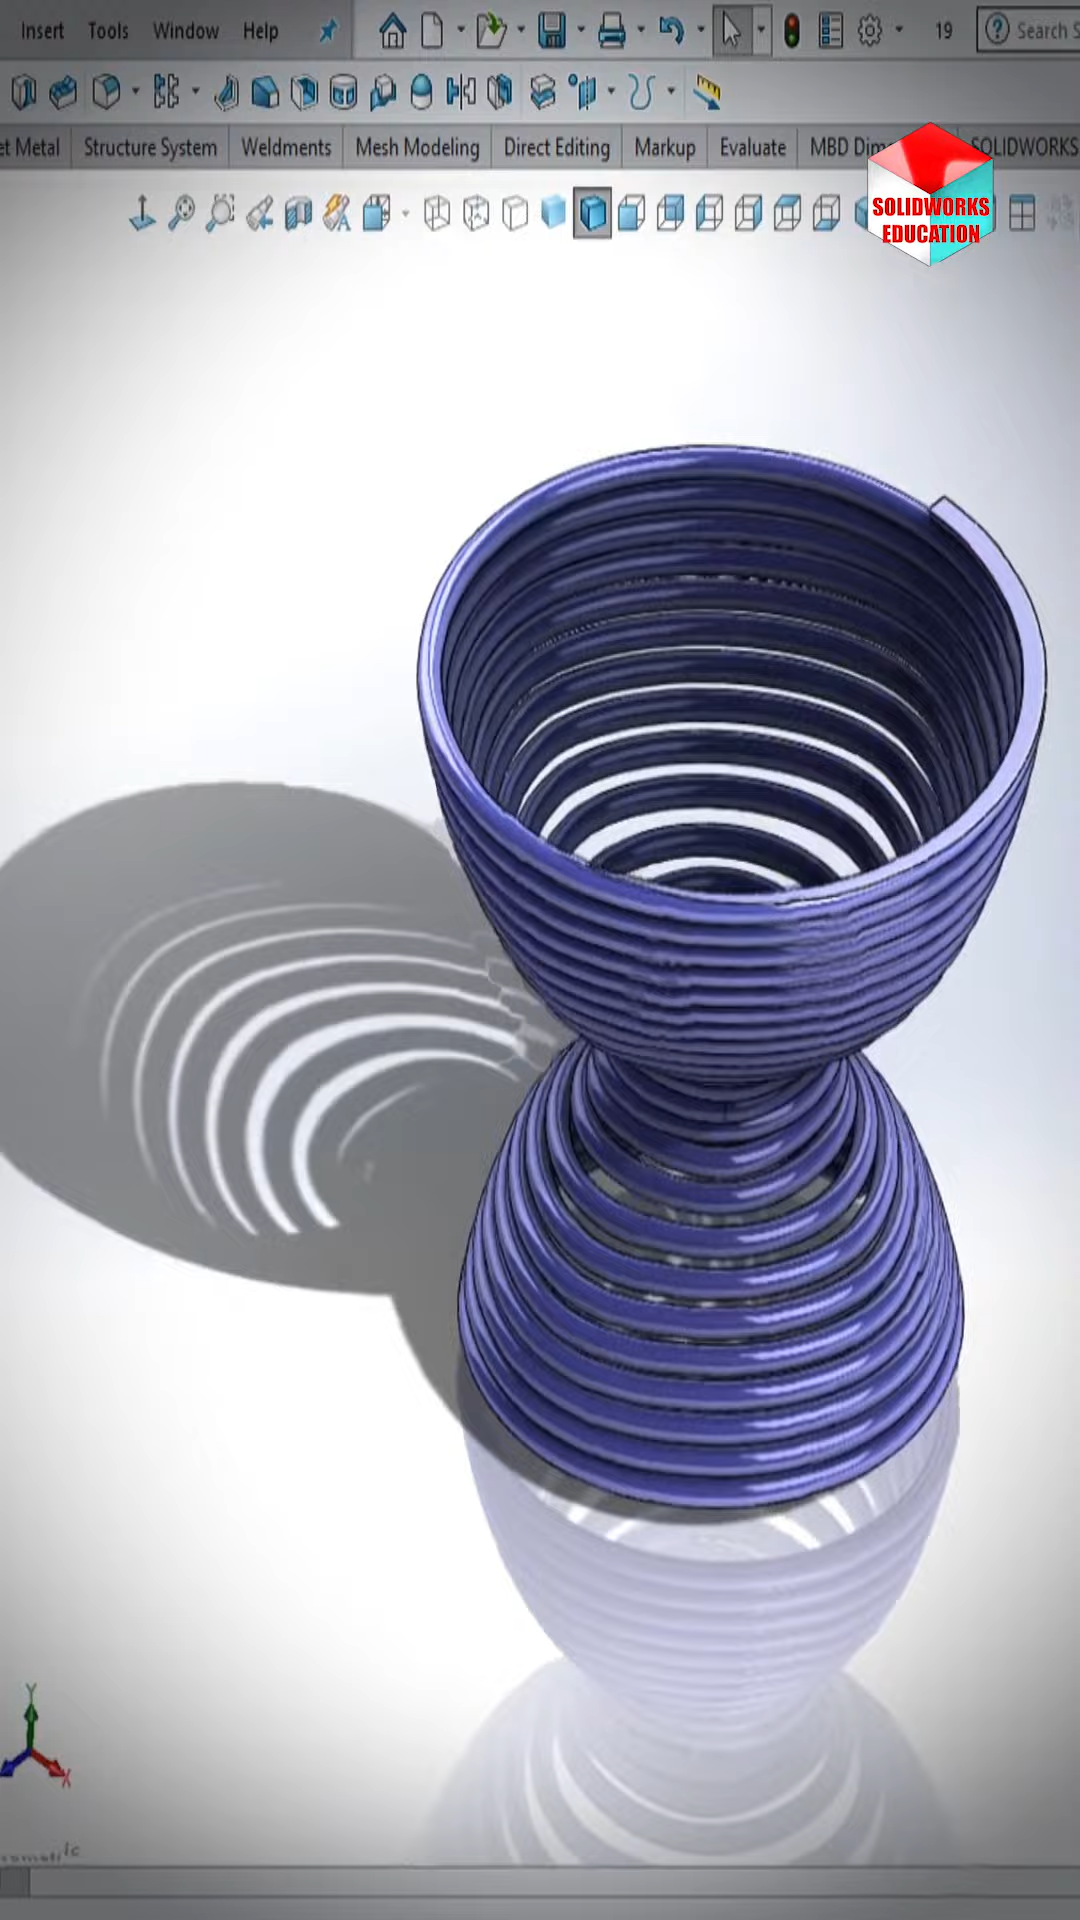 Insert Tools Window Help 19 Search S
et Metal Structure System Weldments Mesh Modeling Direct Editing Markup Evaluate MBD Dime SOLIDWORKS
SOLIDWORKS
EDUCATION
Y
X